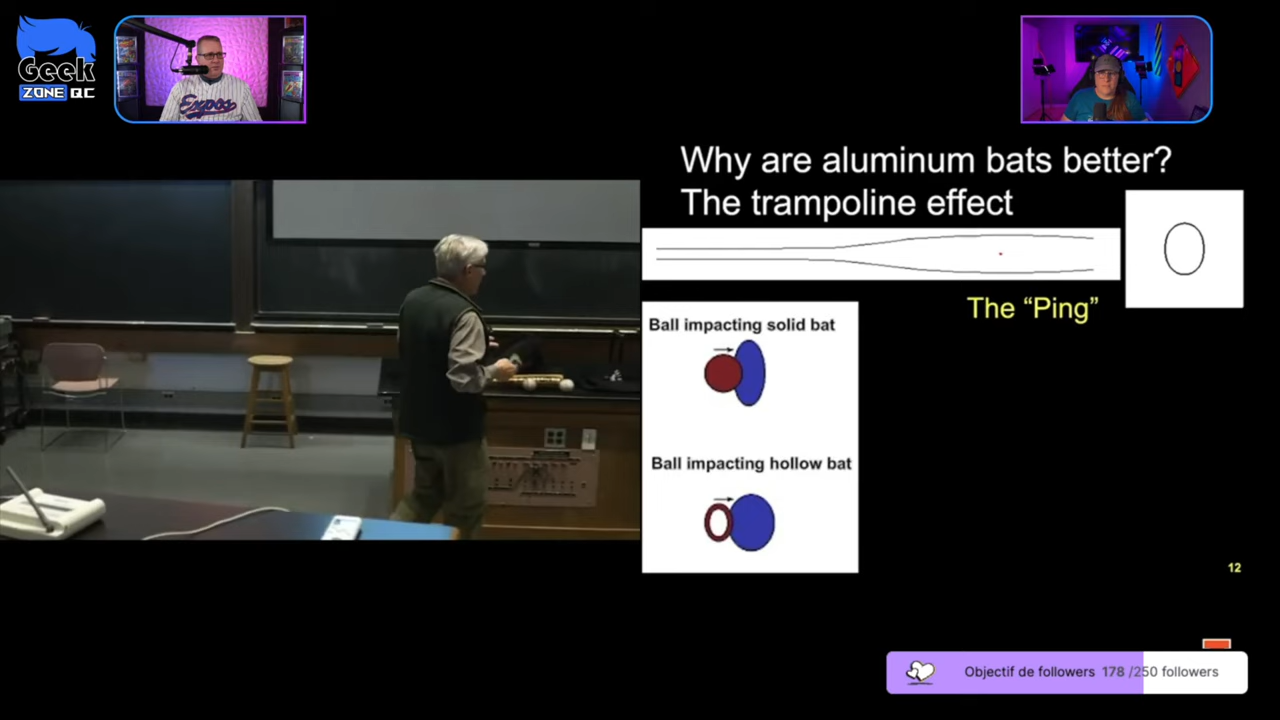 Geek
ZONE QC
Expos
Why are aluminum bats better?
The trampoline effect
The “Ping”
Ball impacting solid bat
Ball impacting hollow bat
12
Objectif de followers 178 /250 followers